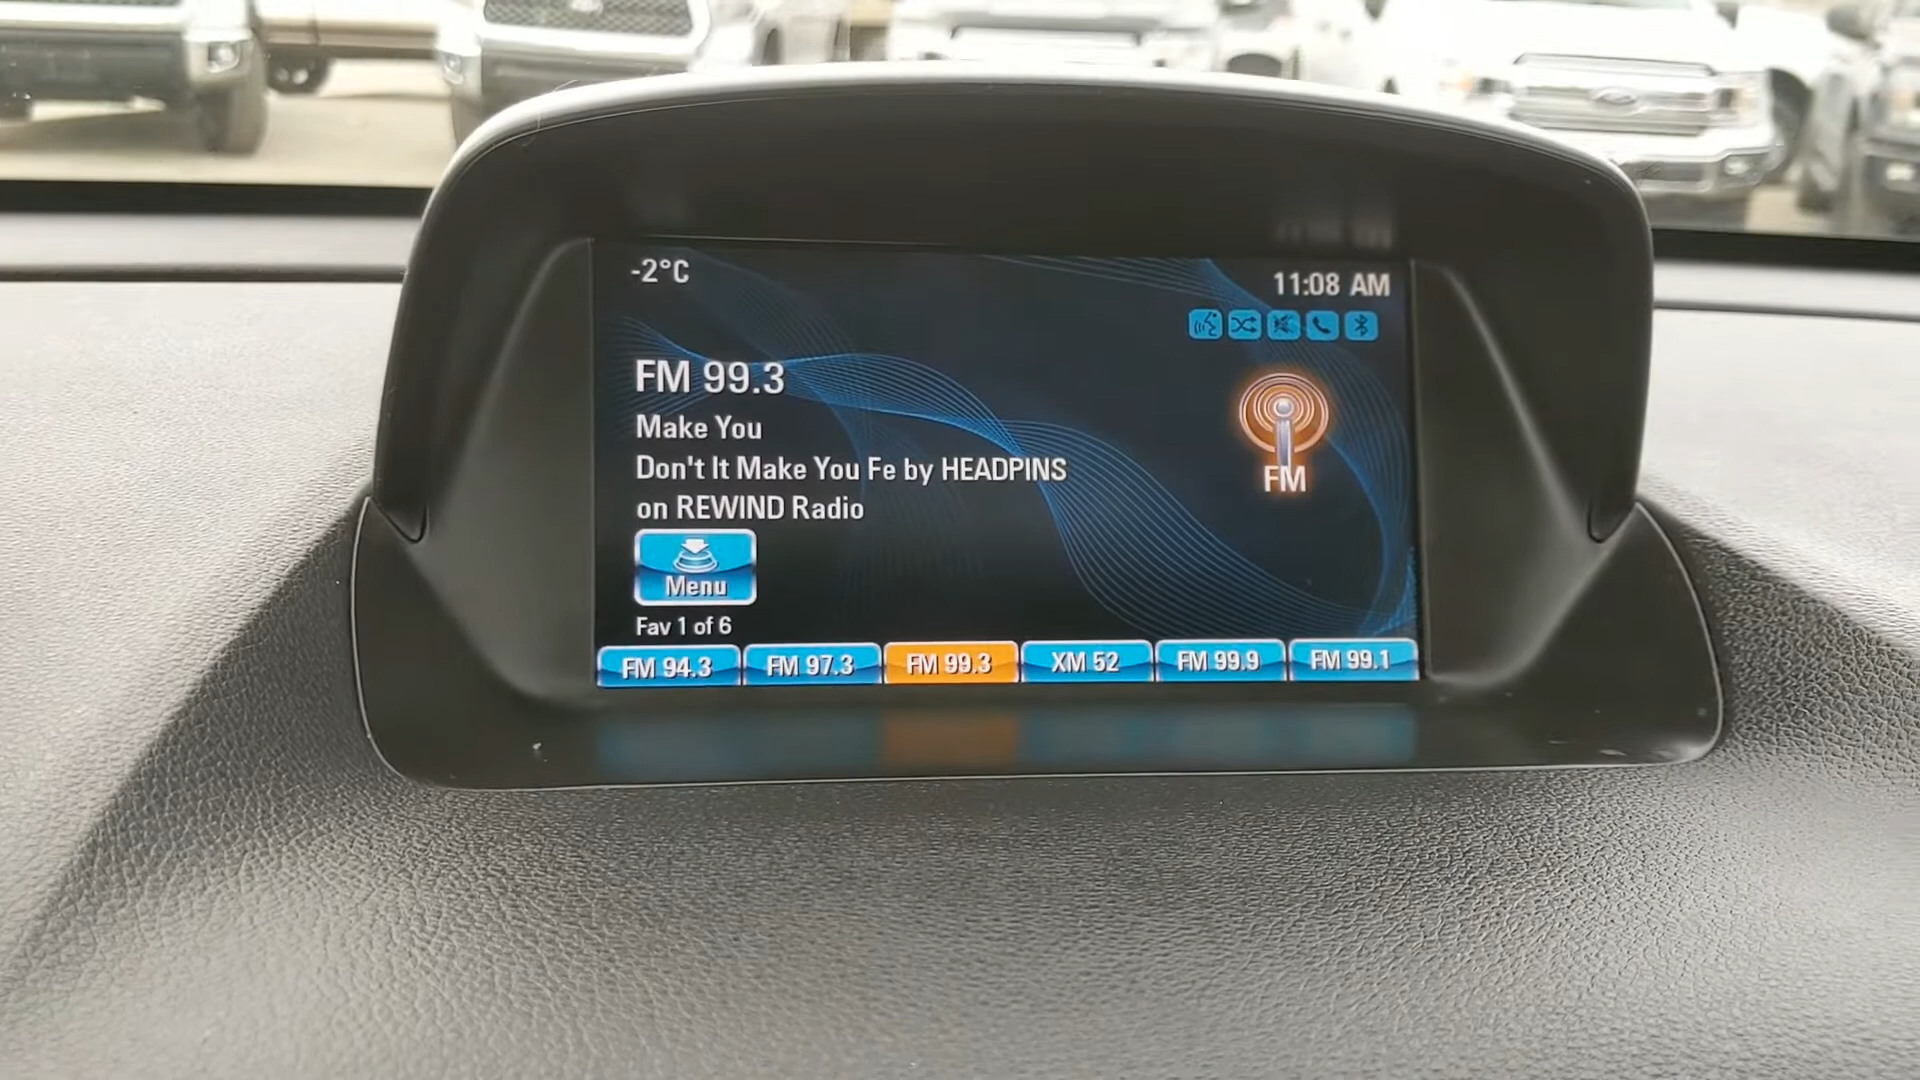 -2°C
11:08 AM
FM 99.3
Make You
Don't It Make You Fe by HEADPINS
on REWIND Radio
FM
Menu
Fav 1 of 6
FM 94.3
FM 97.3
FM 99.3
XM 52
FM 99.9
FM 99.1